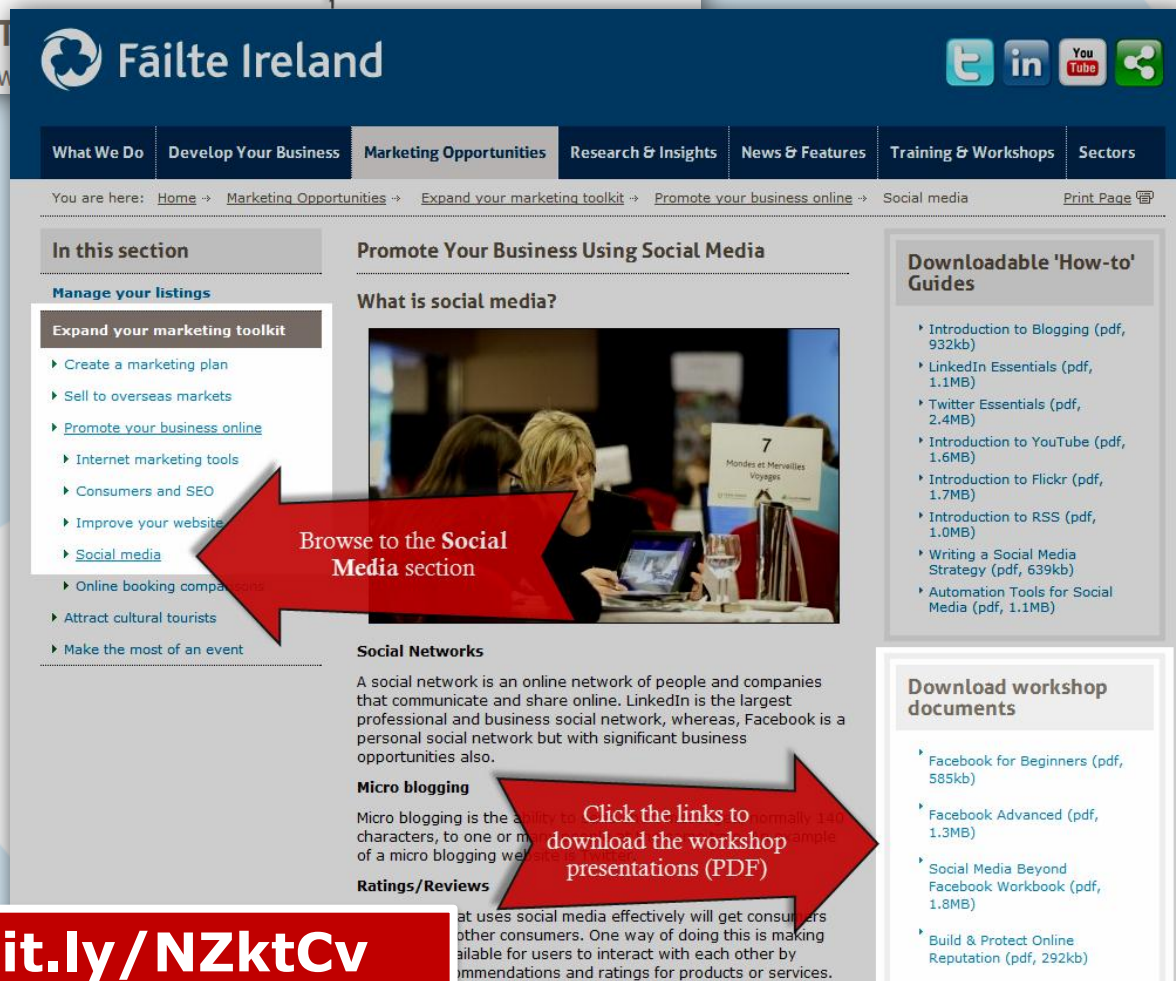 Fáilte Ireland
You
Tube
in
What We Do
Develop Your Business
Marketing Opportunities
Research & Insights
News & Features
Training & Workshops
Sectors
You are here: Home Marketing Opportunities Expand your marketing toolkit Promote your business online Social media
Print Page
In this section
Manage your listings
Expand your marketing toolkit
Create a marketing plan
Sell to overseas markets
Promote your business online
Internet marketing tools
Consumers and SEO
Improve your website
Social media
Online booking
Attract cultural tourists
Make the most of an event
Browse to the Social
Media section
Promote Your Business Using Social Media
What is social media?
7
Mondes et Merveilles
Voyages
Social Networks
A social network is an online network of people and companies
that communicate and share online. LinkedIn is the largest
professional and business social network, whereas, Facebook is a
personal social network but with significant business
opportunities also.
Micro blogging
Micro blogging is the ability to normally 140
characters, to one or example
of a micro blogging website is Twitter.
Click the links to
download the workshop
presentations (PDF)
Ratings/Reviews
at uses social media effectively will get consumers
other consumers. One way of doing this is making
ailable for users to interact with each other by
ommendations and ratings for products or services.
Downloadable 'How-to'
Guides
Introduction to Blogging (pdf,
932kb)
LinkedIn Essentials (pdf,
1.1MB)
Twitter Essentials (pdf,
2.4MB)
Introduction to YouTube (pdf,
1.6MB)
Introduction to Flickr (pdf,
1.7MB)
Introduction to RSS (pdf,
1.0MB)
Writing a Social Media
Strategy (pdf, 639kb)
Automation Tools for Social
Media (pdf, 1.1MB)
Download workshop
documents
Facebook for Beginners (pdf,
585kb)
Facebook Advanced (pdf,
1.3MB)
Social Media Beyond
Facebook Workbook (pdf,
1.8MB)
Build & Protect Online
Reputation (pdf, 292kb)
it.ly/NZktCv